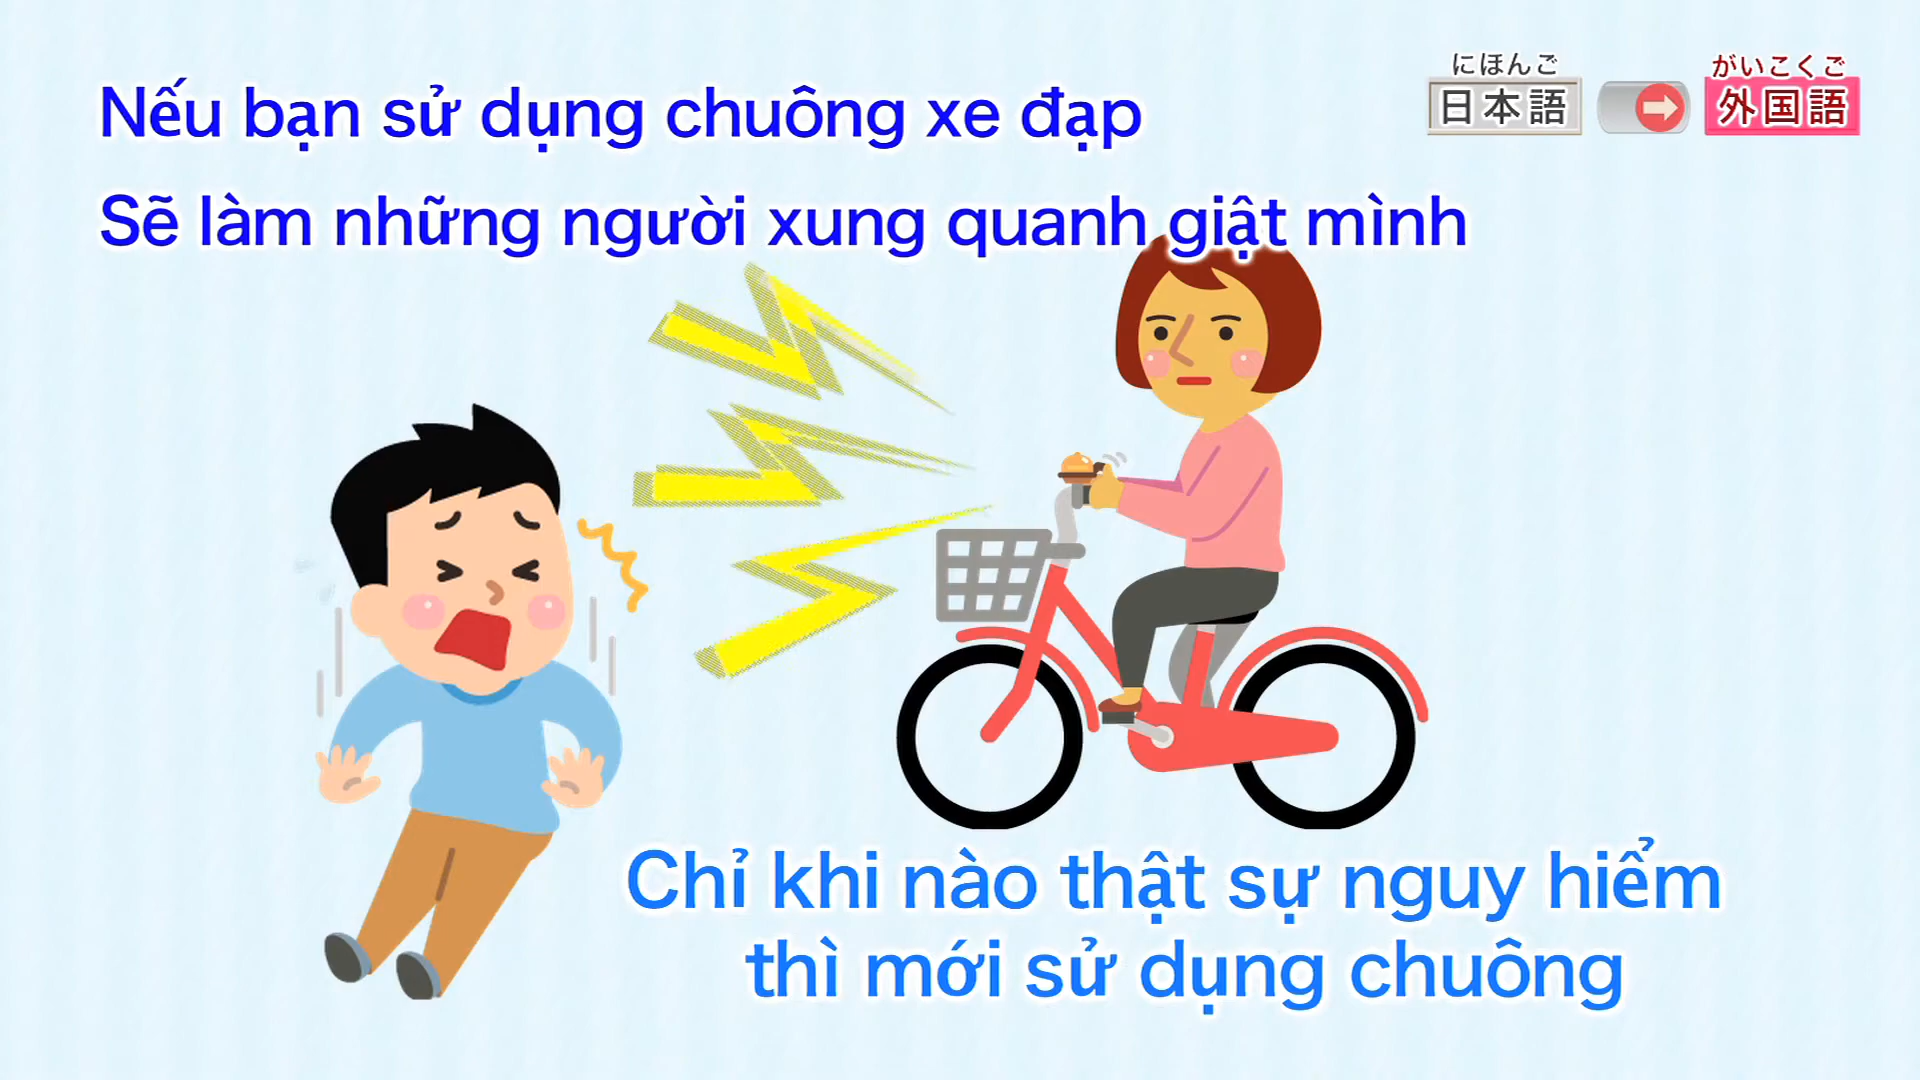 Nếu bạn sử dụng chuông xe đạp
Sẽ làm những người xung quanh giật mình
にほんご
日本語
がいこくご
外国語
Chỉ khi nào thật sự nguy hiểm
thì mới sử dụng chuông